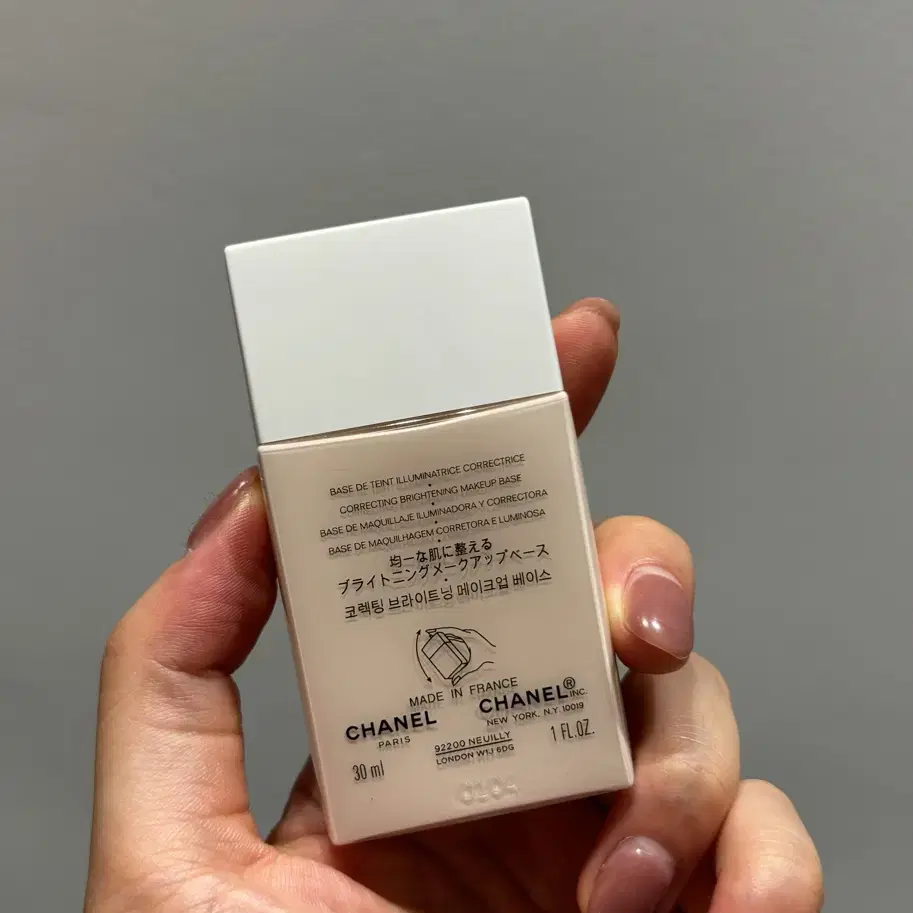 BASE DE TEINT ILLUMINATRICE CORRECTRICE
CORRECTING BRIGHTENING MAKEUP BASE
BASE DE MAQUILLAJE ILUMINADORA Y CORRECTORA
BASE DE MAQUILHAGEM CORRETORA E LUMINOSA
均一な肌に整える
ブライトニングメークアップベース
코렉팅 브라이트닝 메이크업 베이스
MADE IN FRANCE
CHANEL CHANEL®INC.
PARIS NEW YORK, N.Y. 10019
92200 NEUILLY
LONDON W1J 6DG
30 ml 1 FL.OZ.